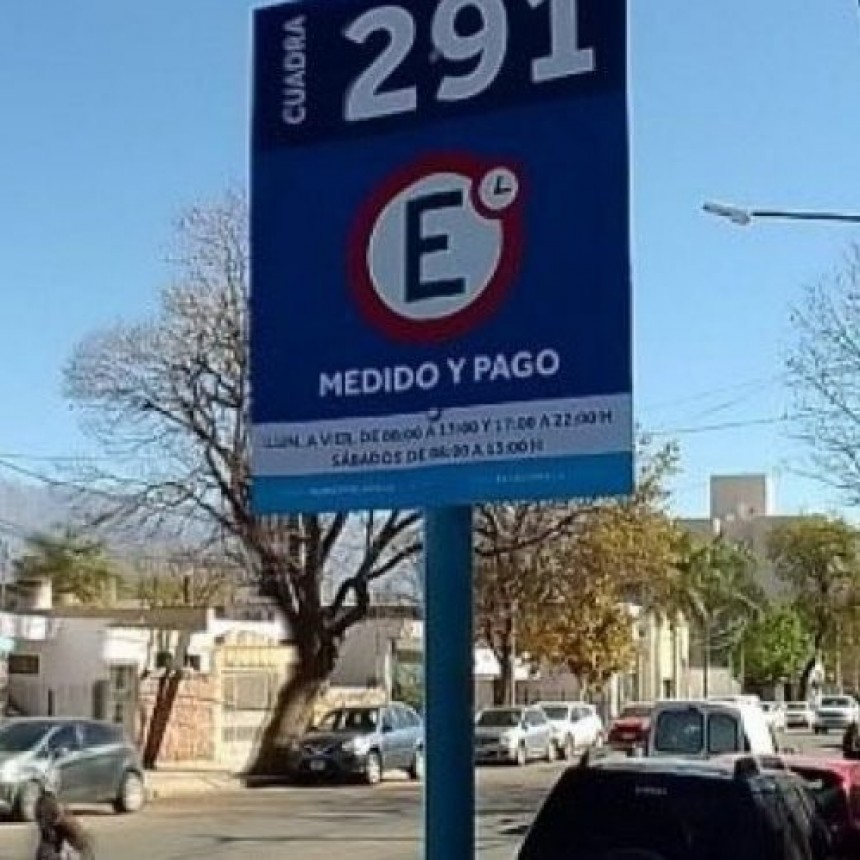 CUADRA
291
E
MEDIDO Y PAGO
LUN. A VIER. DE 08:00 A 13:00 Y 17:00 A 22:00 H
SÁBADOS DE 08:00 A 13:00 H